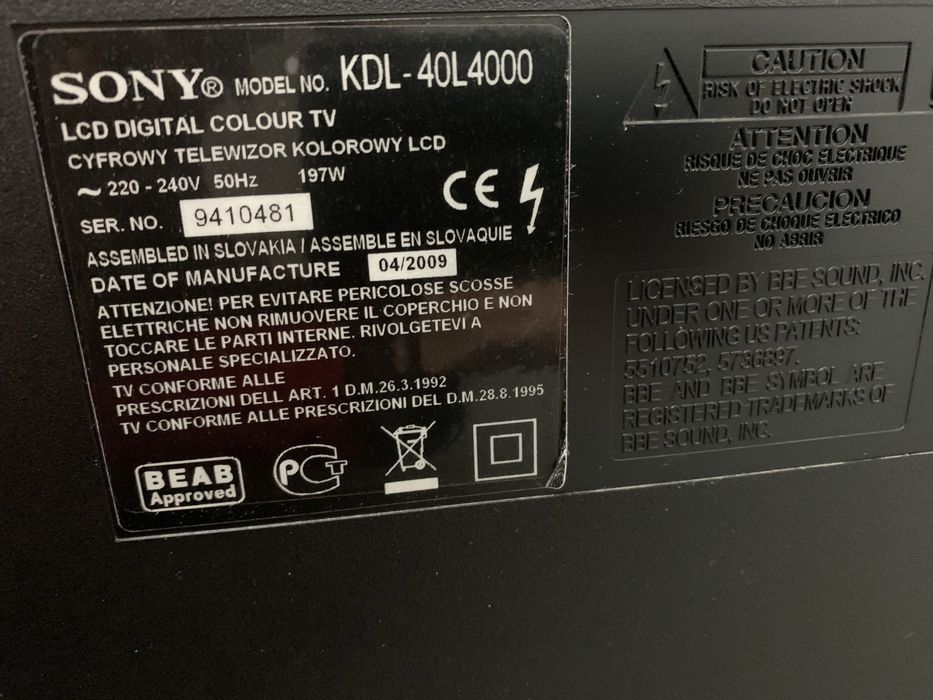 SONY® MODEL NO. KDL-40L4000
LCD DIGITAL COLOUR TV
CYFROWY TELEWIZOR KOLOROWY LCD
~ 220 - 240V 50Hz 197W
CE
SER. NO. 9410481
ASSEMBLED IN SLOVAKIA / ASSEMBLE EN SLOVAQUIE
DATE OF MANUFACTURE 04/2009
ATTENZIONE! PER EVITARE PERICOLOSE SCOSSE
ELETTRICHE NON RIMUOVERE IL COPERCHIO E NON
TOCCARE LE PARTI INTERNE. RIVOLGETEVI A
PERSONALE SPECIALIZZATO.
TV CONFORME ALLE
PRESCRIZIONI DELL ART. 1 D.M.26.3.1992
TV CONFORME ALLE PRESCRIZIONI DEL D.M.28.8.1995
BEAB
Approved
PCT
CAUTION
RISK OF ELECTRIC SHOCK
DO NOT OPEN
ATTENTION
RISQUE DE CHOC ELECTRIQUE
NE PAS OUVRIR
PRECAUCION
RIESGO DE CHOQUE ELECTRICO
NO ABRIR
LICENSED BY BBE SOUND, INC.
UNDER ONE OR MORE OF THE
FOLLOWING US PATENTS:
5510752, 5736897.
BBE AND BBE SYMBOL ARE
REGISTERED TRADEMARKS OF
BBE SOUND, INC.